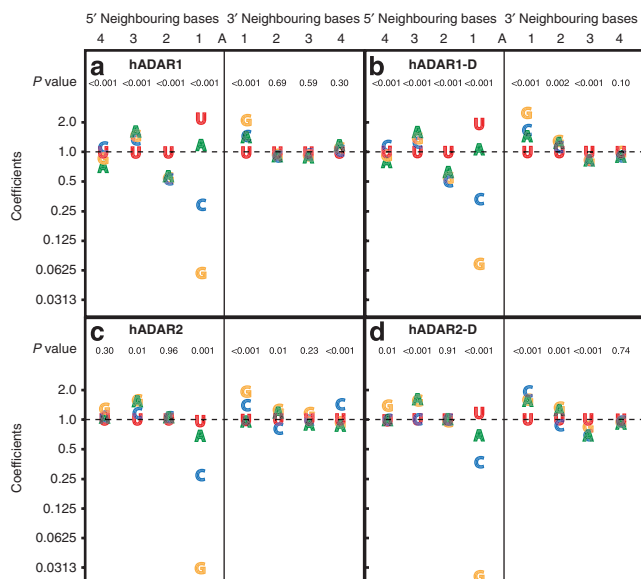 5′ Neighbouring bases 3′ Neighbouring bases 5′ Neighbouring bases 3′ Neighbouring bases
4 3 2 1 A 1 2 3 4 4 3 2 1 A 1 2 3 4
a hADAR1 b hADAR1-D
P value <0.001 <0.001 <0.001 <0.001 <0.001 0.69 0.59 0.30 <0.001 <0.001 <0.001 <0.001 <0.001 0.002 <0.001 0.10
Coefficients
2.0
1.0
0.5
0.25
0.125
0.0625
0.0313
c hADAR2 d hADAR2-D
P value 0.30 0.01 0.96 0.001 <0.001 0.01 0.23 <0.001 0.01 <0.001 0.91 <0.001 <0.001 0.001 <0.001 0.74
Coefficients
2.0
1.0
0.5
0.25
0.125
0.0625
0.0313